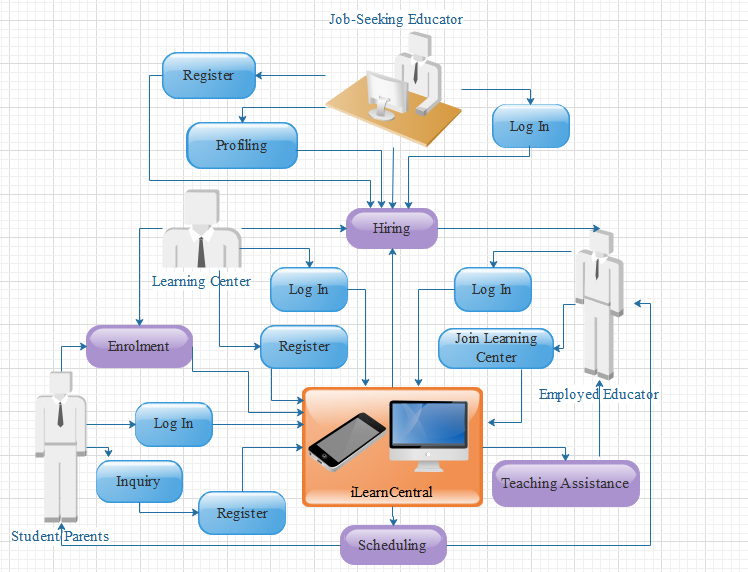 Job-Seeking Educator
Register
Log In
Profiling
Hiring
Learning Center
Log In
Log In
Enrolment
Register
Join Learning
Center
Employed Educator
Log In
Inquiry
Teaching Assistance
iLearnCentral
Register
Student Parents
Scheduling